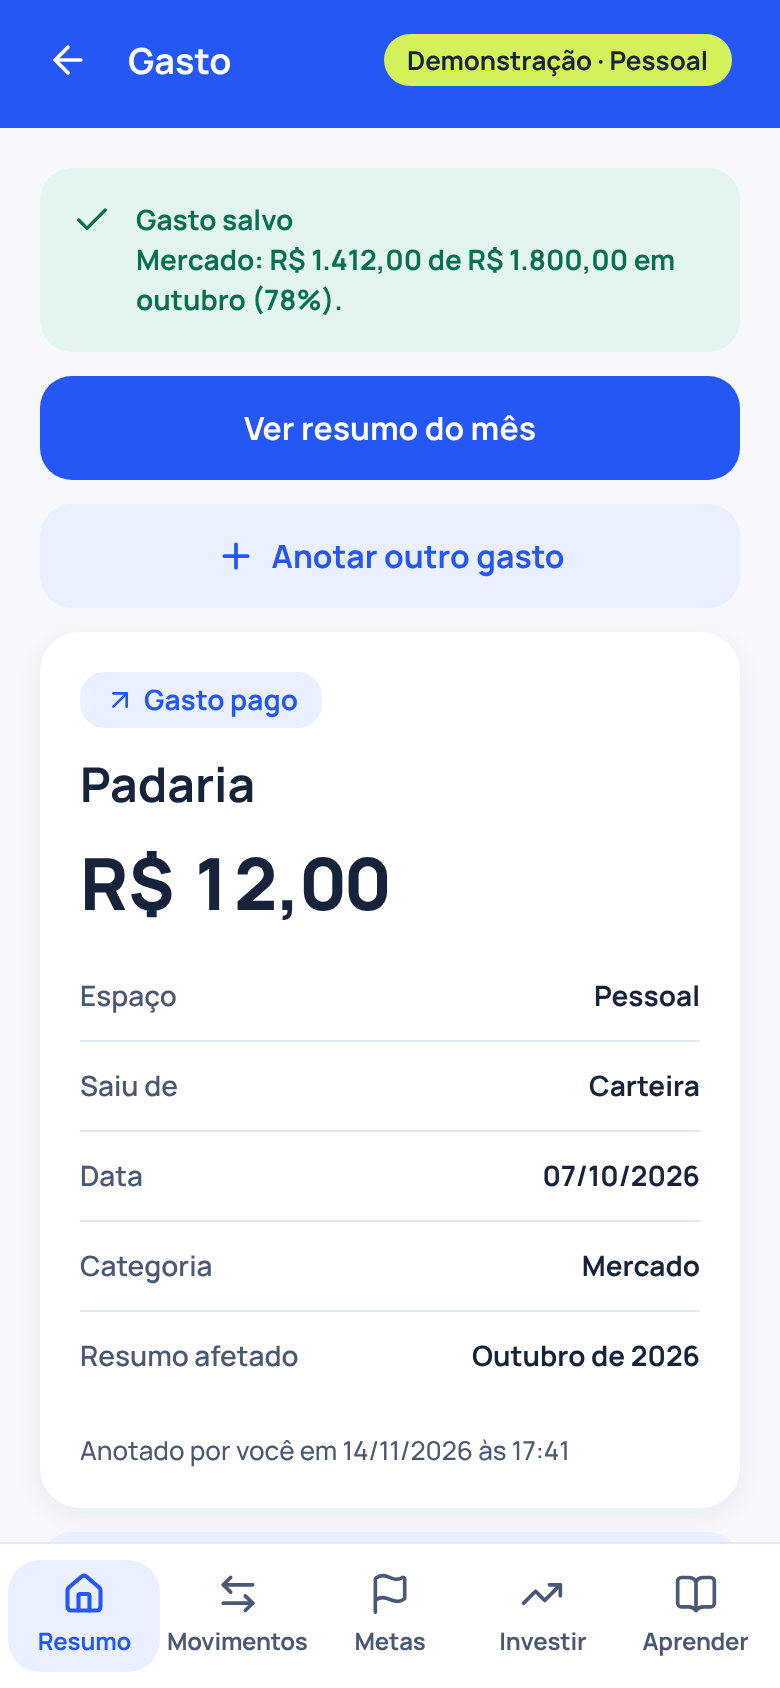 Gasto
Demonstração · Pessoal
Gasto salvo
Mercado: R$ 1.412,00 de R$ 1.800,00 em
outubro (78%).
Ver resumo do mês
Anotar outro gasto
Gasto pago
Padaria
R$ 12,00
Espaço Pessoal
Saiu de Carteira
Data 07/10/2026
Categoria Mercado
Resumo afetado Outubro de 2026
Anotado por você em 14/11/2026 às 17:41
Resumo Movimentos Metas Investir Aprender